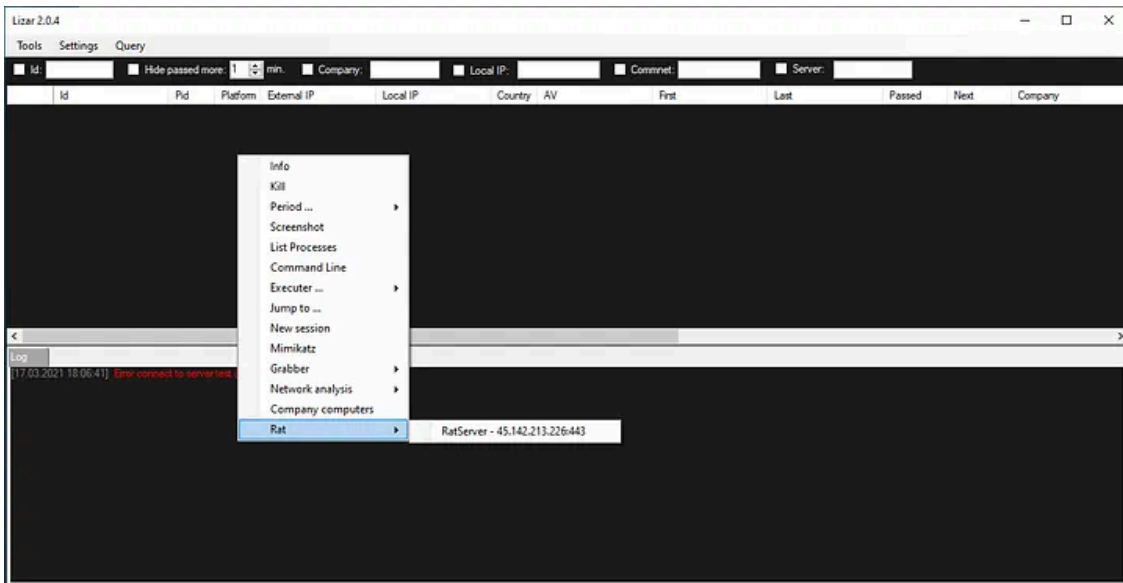 Lizar 2.0.4
Tools Settings Query
Id: Hide passed more: 1 min. Company: Local IP: Commnet: Server:
Id Pid Platform External IP Local IP Country AV First Last Passed Next Company
Info
Kill
Period ...
Screenshot
List Processes
Command Line
Executer ...
Jump to ...
New session
Mimikatz
Grabber
Network analysis
Company computers
Rat
RatServer - 45.142.213.226:443
Log
[17.03.2021 18:06:41] Error connect to server test